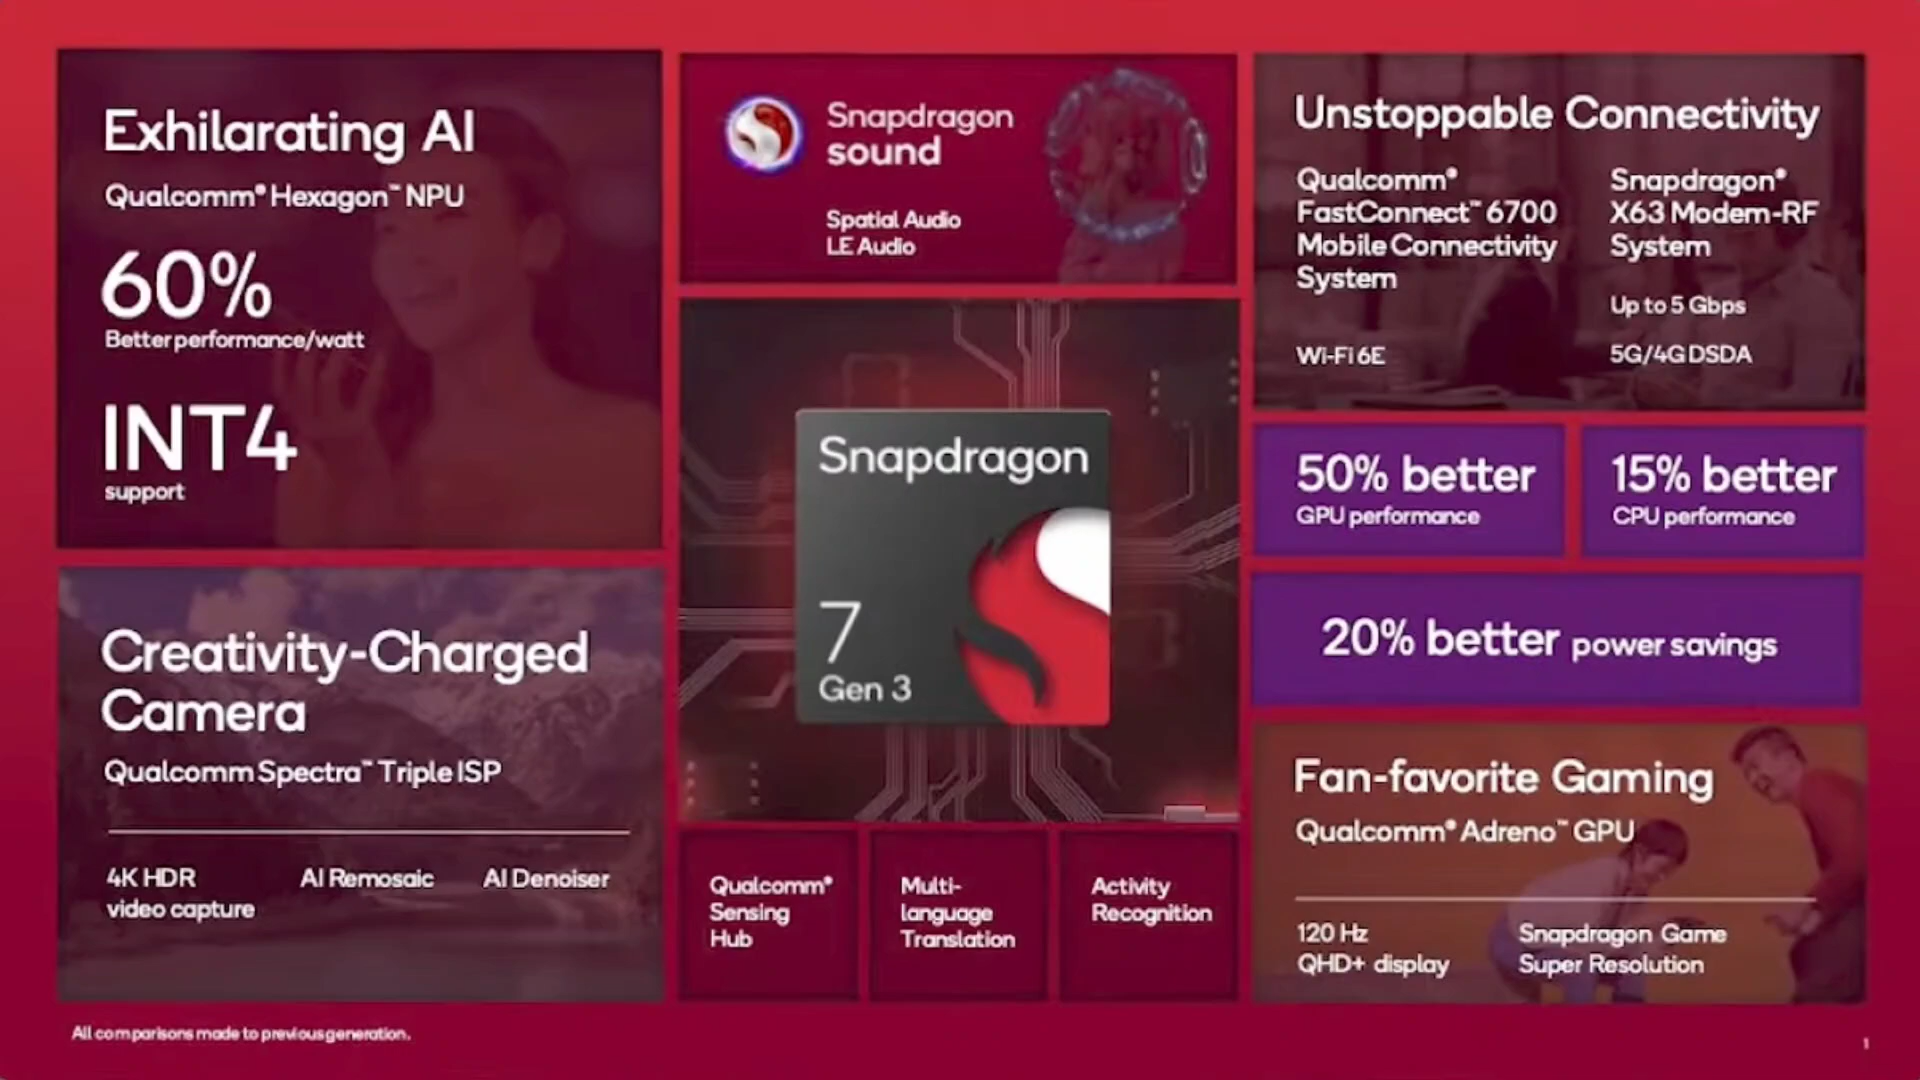 Exhilarating AI
Qualcomm® Hexagon™ NPU
60%
Better performance/watt
INT4
support
Creativity-Charged
Camera
Qualcomm Spectra™ Triple ISP
4K HDR
video capture
AI Remosaic
AI Denoiser
Snapdragon
sound
Spatial Audio
LE Audio
Snapdragon
7
Gen 3
Qualcomm®
Sensing
Hub
Multi-
language
Translation
Activity
Recognition
Unstoppable Connectivity
Qualcomm®
FastConnect™ 6700
Mobile Connectivity
System
Wi-Fi 6E
Snapdragon®
X63 Modem-RF
System
Up to 5 Gbps
5G/4G DSDA
50% better
GPU performance
15% better
CPU performance
20% better power savings
Fan-favorite Gaming
Qualcomm® Adreno™ GPU
120 Hz
QHD+ display
Snapdragon Game
Super Resolution
All comparisons made to previous generation.
1